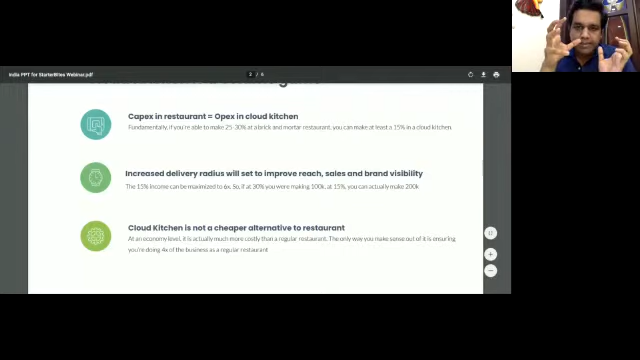 India PPT for StarterBites Webinar.pdf
2 / 6
Capex in restaurant = Opex in cloud kitchen
Fundamentally, if you're able to make 25-30% at a brick and mortar restaurant, you can make at least a 15% in a cloud kitchen.
Increased delivery radius will set to improve reach, sales and brand visibility
The 15% income can be maximized to 6x. So, if at 30% you were making 100k, at 15%, you can actually make 200k
Cloud Kitchen is not a cheaper alternative to restaurant
At an economy level, it is actually much more costly than a regular restaurant. The only way you make sense out of it is ensuring
you're doing 4x of the business as a regular restaurant